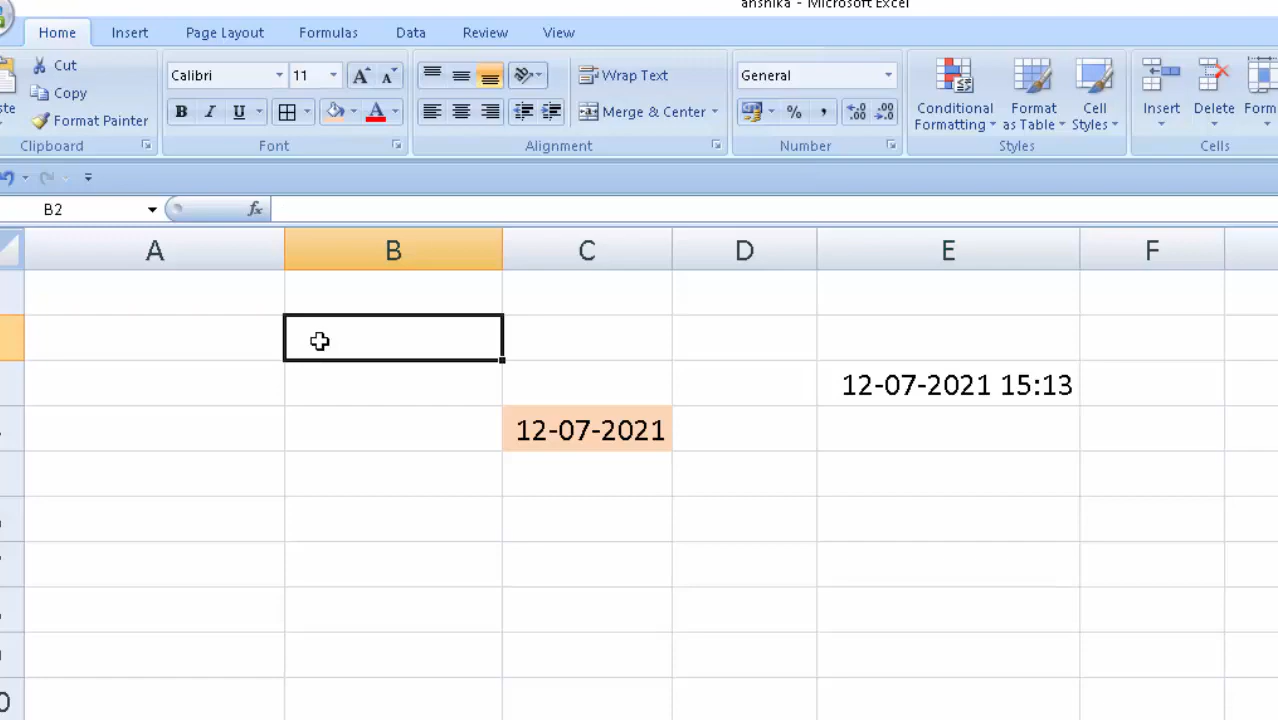 anshika - Microsoft Excel
Home Insert Page Layout Formulas Data Review View
Cut
Copy
Format Painter
Clipboard
Calibri 11
B I U
Font
Wrap Text
Merge & Center
Alignment
General
%
Number
Conditional Formatting
Format as Table
Cell Styles
Styles
Insert Delete
Cells
B2 fx
A B C D E F
12-07-2021 15:13
12-07-2021